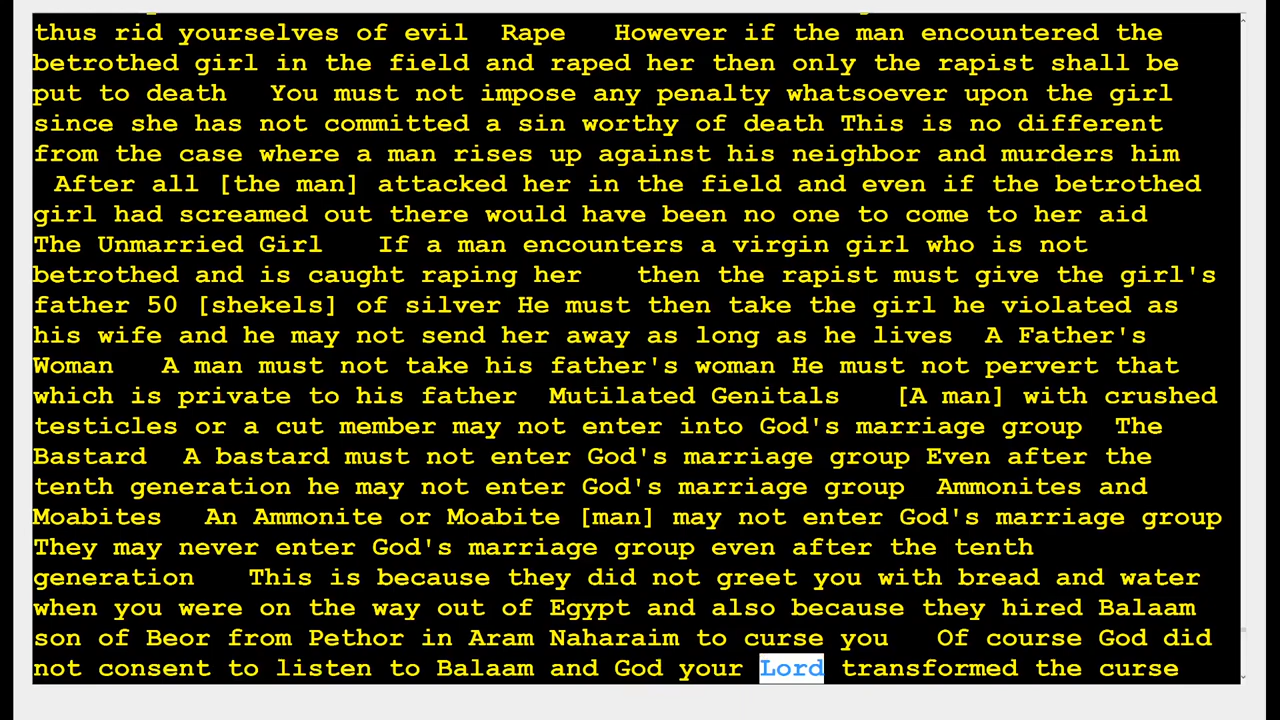 thus rid yourselves of evil  Rape   However if the man encountered the
betrothed girl in the field and raped her then only the rapist shall be
put to death   You must not impose any penalty whatsoever upon the girl
since she has not committed a sin worthy of death This is no different
from the case where a man rises up against his neighbor and murders him
After all [the man] attacked her in the field and even if the betrothed
girl had screamed out there would have been no one to come to her aid
The Unmarried Girl    If a man encounters a virgin girl who is not
betrothed and is caught raping her    then the rapist must give the girl's
father 50 [shekels] of silver He must then take the girl he violated as
his wife and he may not send her away as long as he lives  A Father's
Woman   A man must not take his father's woman He must not pervert that
which is private to his father  Mutilated Genitals    [A man] with crushed
testicles or a cut member may not enter into God's marriage group  The
Bastard  A bastard must not enter God's marriage group Even after the
tenth generation he may not enter God's marriage group  Ammonites and
Moabites   An Ammonite or Moabite [man] may not enter God's marriage group
They may never enter God's marriage group even after the tenth
generation    This is because they did not greet you with bread and water
when you were on the way out of Egypt and also because they hired Balaam
son of Beor from Pethor in Aram Naharaim to curse you   Of course God did
not consent to listen to Balaam and God your Lord transformed the curse